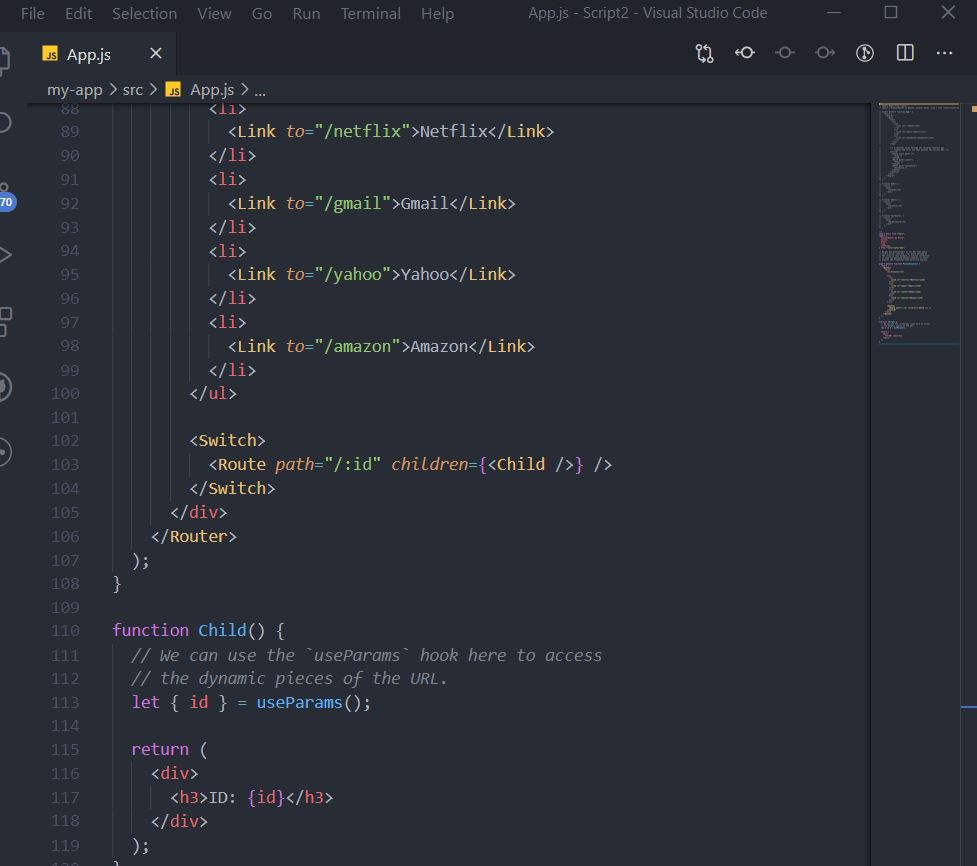 File Edit Selection View Go Run Terminal Help App.js - Script2 - Visual Studio Code
JS App.js
my-app > src > JS App.js > ...
70
88 <li>
89 <Link to="/netflix">Netflix</Link>
90 </li>
91 <li>
92 <Link to="/gmail">Gmail</Link>
93 </li>
94 <li>
95 <Link to="/yahoo">Yahoo</Link>
96 </li>
97 <li>
98 <Link to="/amazon">Amazon</Link>
99 </li>
100 </ul>
101
102 <Switch>
103 <Route path="/:id" children={<Child />} />
104 </Switch>
105 </div>
106 </Router>
107 );
108 }
109
110 function Child() {
111 // We can use the `useParams` hook here to access
112 // the dynamic pieces of the URL.
113 let { id } = useParams();
114
115 return (
116 <div>
117 <h3>ID: {id}</h3>
118 </div>
119 );
120 }